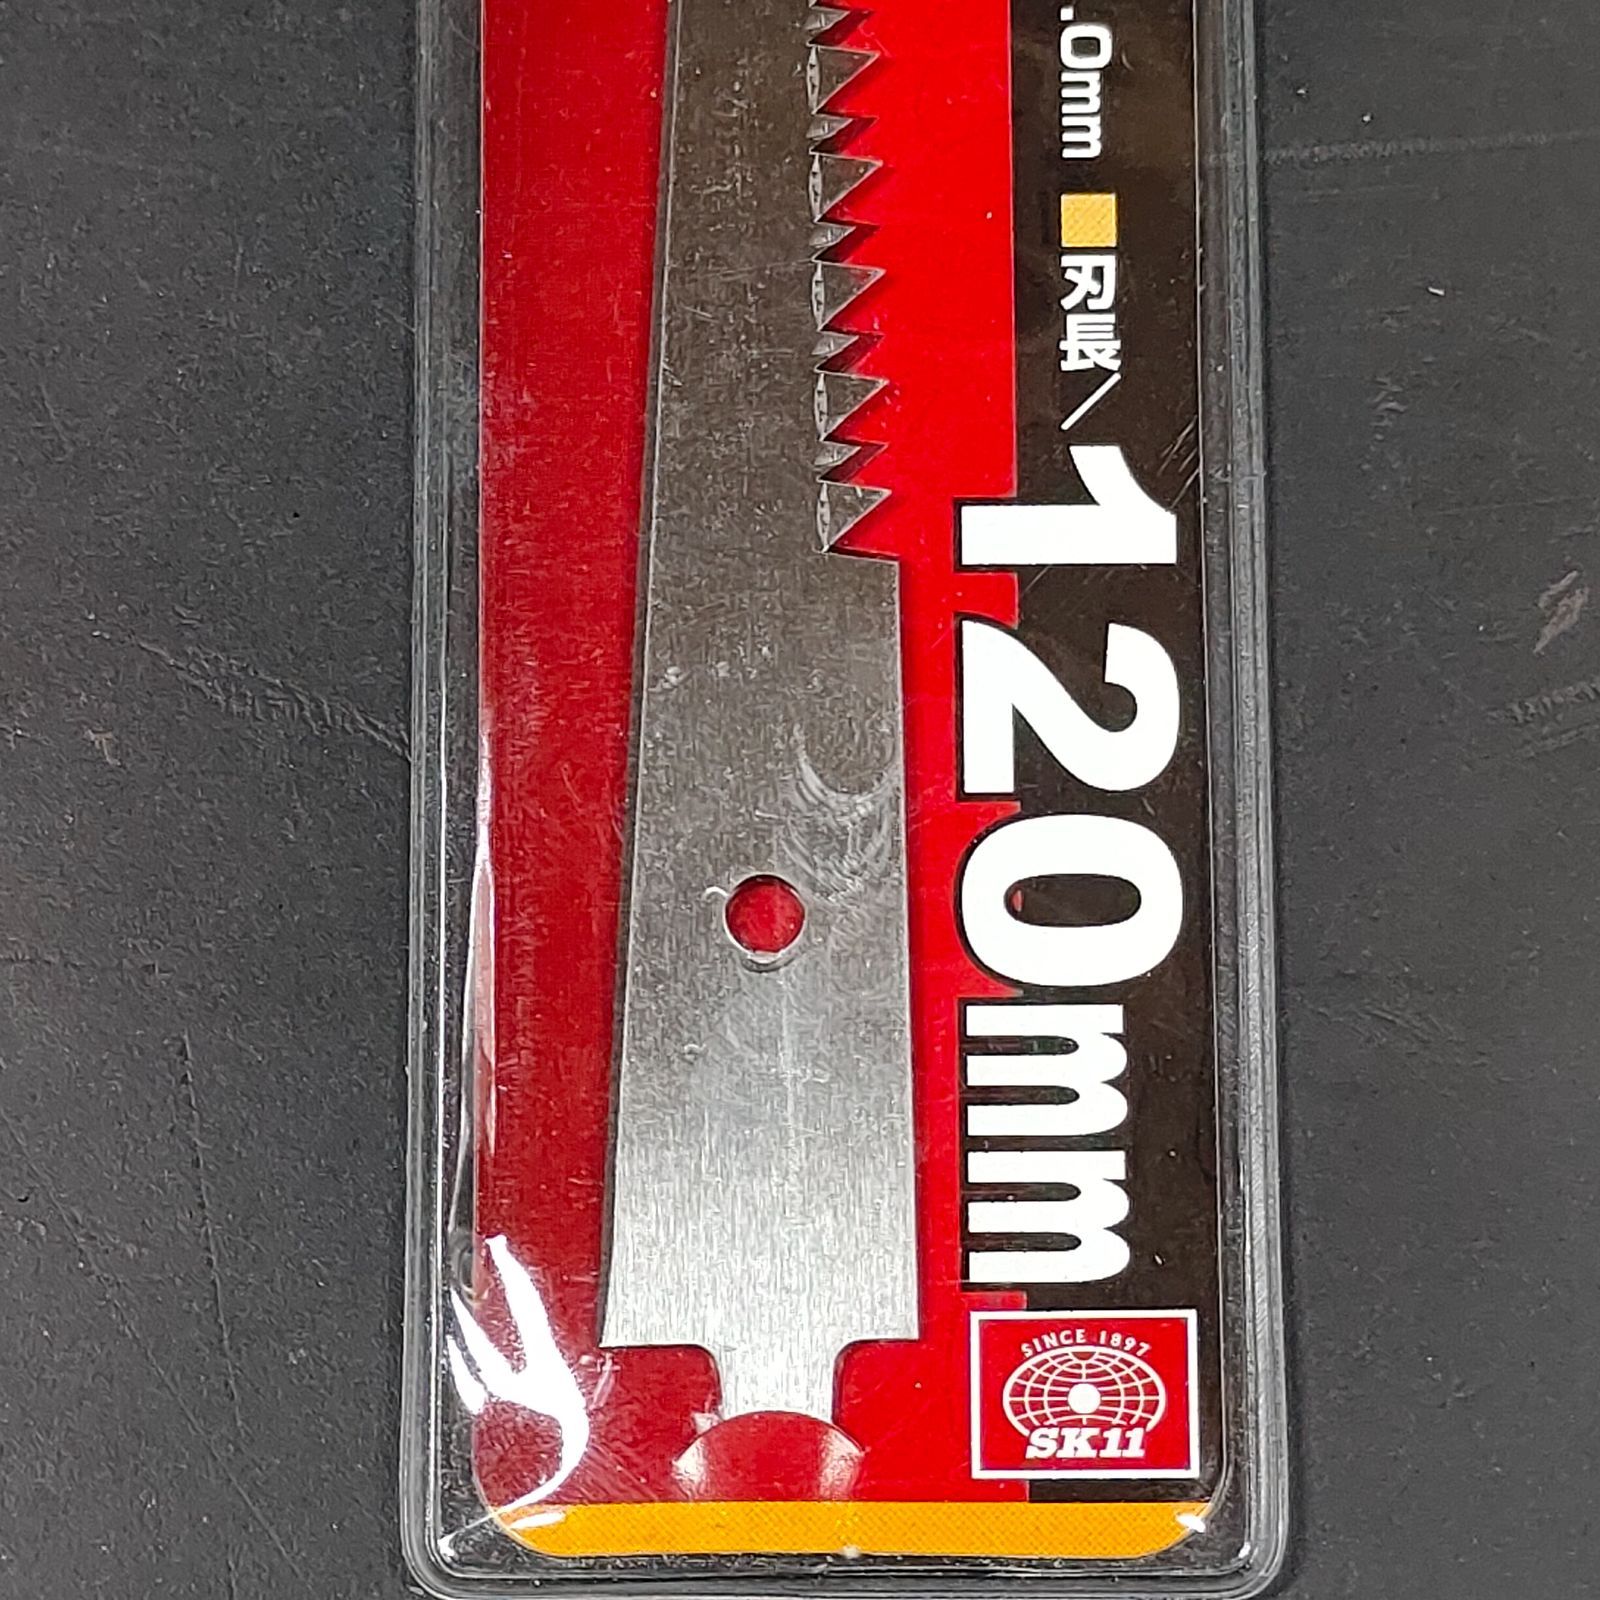 .0mm ■刃長／120mm
SINCE 1897
SK11